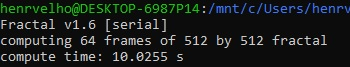 henrvelho@DESKTOP-6987P14:/mnt/c/Users/henrv
Fractal v1.6 [serial]
computing 64 frames of 512 by 512 fractal
compute time: 10.0255 s